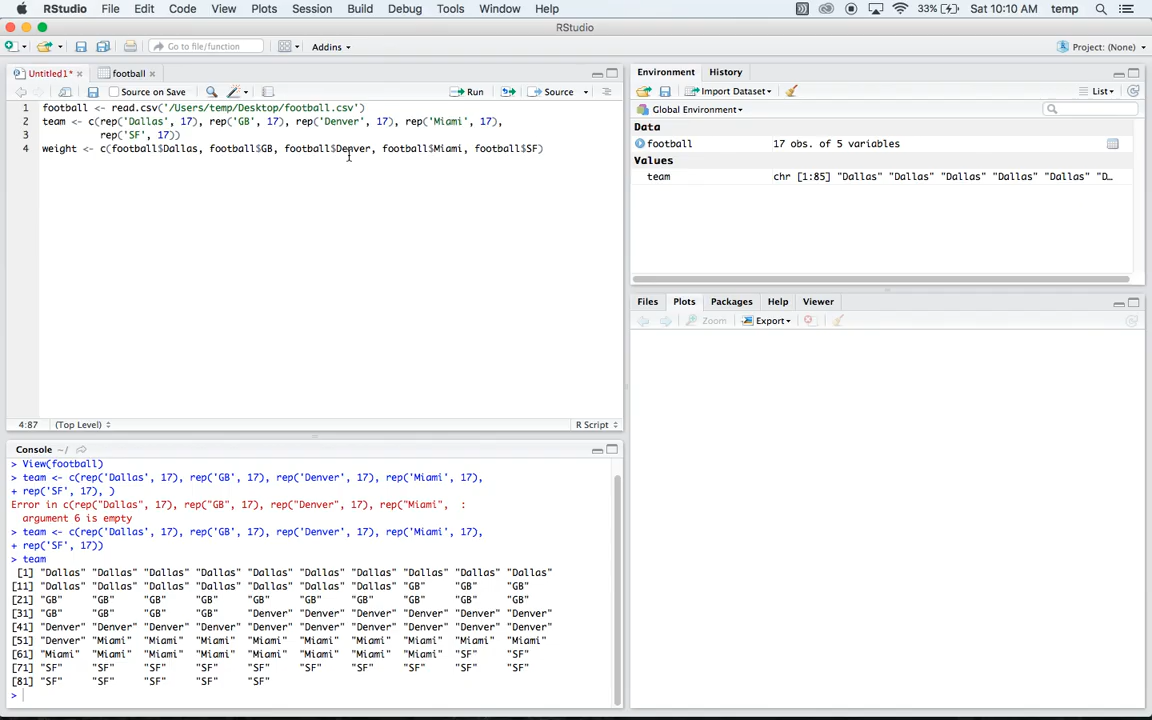 RStudio File Edit Code View Plots Session Build Debug Tools Window Help 33% Sat 10:10 AM temp
RStudio
Go to file/function Addins Project: (None)
Untitled1* football
Source on Save Run Source
1 football <- read.csv('/Users/temp/Desktop/football.csv')
2 team <- c(rep('Dallas', 17), rep('GB', 17), rep('Denver', 17), rep('Miami', 17),
3 rep('SF', 17))
4 weight <- c(football$Dallas, football$GB, football$Denver, football$Miami, football$SF)
4:87 (Top Level) R Script
Environment History
Import Dataset List
Global Environment
Data
football 17 obs. of 5 variables
Values
team chr [1:85] "Dallas" "Dallas" "Dallas" "Dallas" "Dallas" "D…
Files Plots Packages Help Viewer
Zoom Export
Console ~/
> View(football)
> team <- c(rep('Dallas', 17), rep('GB', 17), rep('Denver', 17), rep('Miami', 17),
+ rep('SF', 17), )
Error in c(rep("Dallas", 17), rep("GB", 17), rep("Denver", 17), rep("Miami", :
argument 6 is empty
> team <- c(rep('Dallas', 17), rep('GB', 17), rep('Denver', 17), rep('Miami', 17),
+ rep('SF', 17))
> team
[1] "Dallas" "Dallas" "Dallas" "Dallas" "Dallas" "Dallas" "Dallas" "Dallas" "Dallas" "Dallas"
[11] "Dallas" "Dallas" "Dallas" "Dallas" "Dallas" "Dallas" "Dallas" "GB" "GB" "GB"
[21] "GB" "GB" "GB" "GB" "GB" "GB" "GB" "GB" "GB" "GB"
[31] "GB" "GB" "GB" "GB" "Denver" "Denver" "Denver" "Denver" "Denver" "Denver"
[41] "Denver" "Denver" "Denver" "Denver" "Denver" "Denver" "Denver" "Denver" "Denver" "Denver"
[51] "Denver" "Miami" "Miami" "Miami" "Miami" "Miami" "Miami" "Miami" "Miami" "Miami"
[61] "Miami" "Miami" "Miami" "Miami" "Miami" "Miami" "Miami" "Miami" "SF" "SF"
[71] "SF" "SF" "SF" "SF" "SF" "SF" "SF" "SF" "SF" "SF"
[81] "SF" "SF" "SF" "SF" "SF"
>